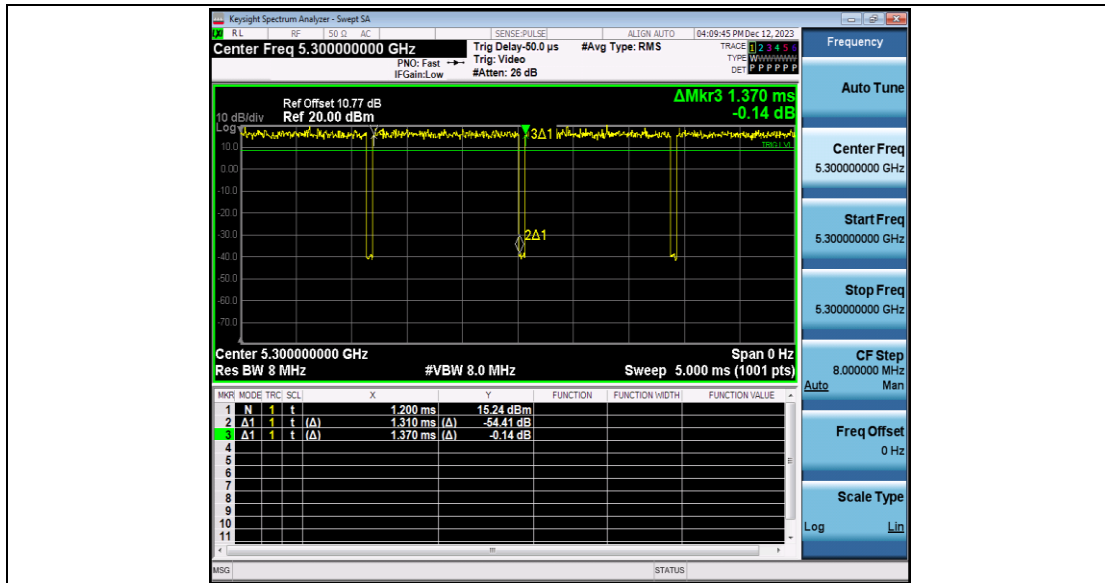 Keysight Spectrum Analyzer - Swept SA
RL RF 50 Ω AC SENSE:PULSE ALIGN AUTO 04:09:45 PM Dec 12, 2023
Center Freq 5.300000000 GHz Trig Delay-50.0 µs #Avg Type: RMS TRACE 1 2 3 4 5 6
PNO: Fast Trig: Video TYPE WWWWWW
IFGain:Low #Atten: 26 dB DET P P P P P P
Frequency
Auto Tune
Center Freq
5.300000000 GHz
Start Freq
5.300000000 GHz
Stop Freq
5.300000000 GHz
CF Step
8.000000 MHz
Auto Man
Freq Offset
0 Hz
Scale Type
Log Lin
ΔMkr3 1.370 ms
-0.14 dB
Ref Offset 10.77 dB
10 dB/div Ref 20.00 dBm
Log
3Δ1
10.0 TRIG LVL
0.00
-10.0
-20.0
-30.0 2Δ1
-40.0
-50.0
-60.0
-70.0
Center 5.300000000 GHz Span 0 Hz
Res BW 8 MHz #VBW 8.0 MHz Sweep 5.000 ms (1001 pts)
MKR MODE TRC SCL X Y FUNCTION FUNCTION WIDTH FUNCTION VALUE
1 N 1 t 1.200 ms 15.24 dBm
2 Δ1 1 t (Δ) 1.310 ms (Δ) -54.41 dB
3 Δ1 1 t (Δ) 1.370 ms (Δ) -0.14 dB
4
5
6
7
8
9
10
11
MSG STATUS